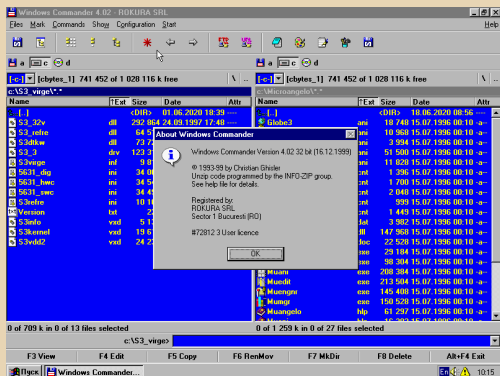 Windows Commander 4.02 - ROKURA SRL
Files Mark Commands Show Configuration Start Help
a c d
a c d
[-c-] [cbytes_1] 741 452 of 1 028 116 k free \ ..
[-c-] [cbytes_1] 741 452 of 1 028 116 k free \ ..
c:\S3_virge\*.*
c:\Microangelo\*.*
Name Ext Size Date Attr
Name Ext Size Date Attr
[..] <DIR> 01.06.2020 18:39 ----
[..] <DIR> 18.06.2020 08:56 ----
S3_32v dll 292 864 24.09.1997 17:48
Globe3 ani 18 748 15.07.1996 00:10 -a--
S3_refre dll
ani 10 968 15.07.1996 00:10 -a--
S3dtkw dll
ani 3 994 15.07.1996 00:10 -a--
S3_3 drv
ani 51 500 15.07.1996 00:10 -a--
S3virge inf
ani 11 828 15.07.1996 00:10 -a--
5631_dig ini
cnt 1 396 15.07.1996 00:10 -a--
5631_hwc ini
cnt 1 700 15.07.1996 00:10 -a--
5631_swc ini
cnt 2 048 15.07.1996 00:10 -a--
S3refre ini
cnt 999 15.07.1996 00:10 -a--
Version txt
cnt 1 449 15.07.1996 00:10 -a--
S3info vxd
dat 3 982 15.07.1996 00:10 -a--
S3kernel vxd
dll 147 968 15.07.1996 00:10 -a--
S3vdd2 vxd
doc 22 528 15.07.1996 00:10 -a--
exe 29 184 15.07.1996 00:10 -a--
exe 98 304 15.07.1996 00:10 -a--
Muani exe 208 384 15.07.1996 00:10 -a--
Muedit exe 213 504 15.07.1996 00:10 -a--
Muengnr exe 145 408 15.07.1996 00:10 -a--
Mumgr exe 150 528 15.07.1996 00:10 -a--
Muangelo hlp 61 297 15.07.1996 00:10 -a--
About Windows Commander
Windows Commander Version 4.02 32 bit (16.12.1999)
© 1993-99 by Christian Ghisler
Unzip code programmed by the INFO-ZIP group.
See help file for details.
Registered by:
ROKURA SRL
Sector 1 Bucuresti (RO)
#72812 3 User licence
OK
0 of 709 k in 0 of 13 files selected
0 of 1 259 k in 0 of 27 files selected
c:\S3_virge>
F3 View F4 Edit F5 Copy F6 RenMov F7 MkDir F8 Delete Alt+F4 Exit
Пуск Windows Commander... En 10:15